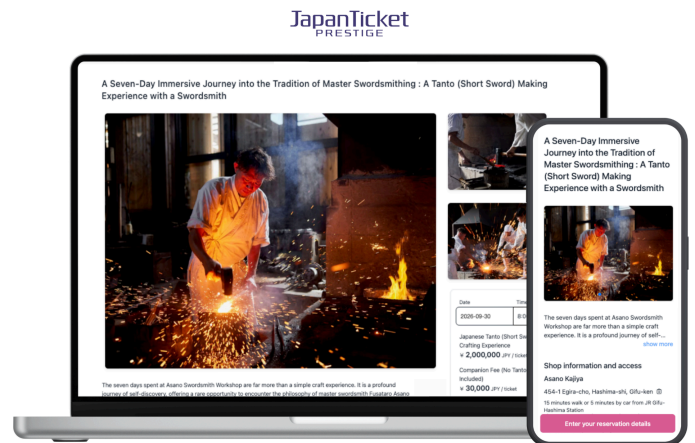 JapanTicket
PRESTIGE
A Seven-Day Immersive Journey into the Tradition of Master Swordsmithing : A Tanto (Short Sword) Making
Experience with a Swordsmith
Date
Time
2026-09-30
8:0
Japanese Tanto (Short Sw
Crafting Experience
¥ 2,000,000 JPY / ticket
Companion Fee (No Tanto
Included)
¥ 30,000 JPY / ticket
The seven days spent at Asano Swordsmith Workshop are far more than a simple craft experience. It is a profound
journey of self-discovery, offering a rare opportunity to encounter the philosophy of master swordsmith Fusataro Asano
A Seven-Day Immersive
Journey into the Tradition of
Master Swordsmithing : A Tanto
(Short Sword) Making
Experience with a Swordsmith
The seven days spent at Asano Swordsmith
Workshop are far more than a simple craft
experience. It is a profound journey of self-...
show more
Shop information and access
Asano Kajiya
454-1 Egira-cho, Hashima-shi, Gifu-ken
15 minutes walk or 5 minutes by car from JR Gifu-
Hashima Station
Enter your reservation details